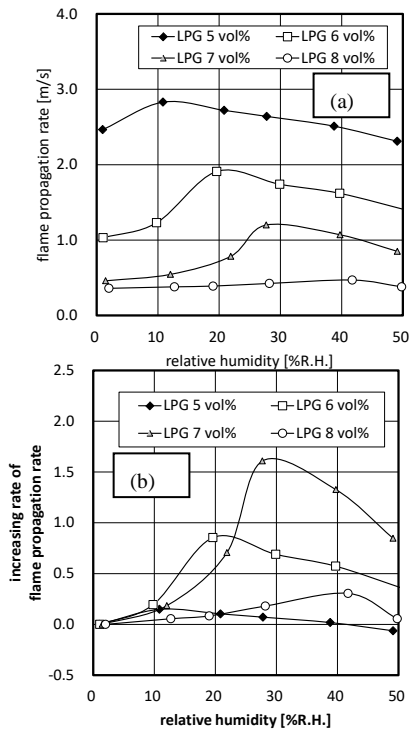 4.0
3.0
2.0
1.0
0.0
flame propagation rate [m/s]
LPG 5 vol% LPG 6 vol%
LPG 7 vol% LPG 8 vol%
(a)
0 10 20 30 40 50
relative humidity [%R.H.]
2.5
2.0
1.5
1.0
0.5
0.0
-0.5
increasing rate of
flame propagation rate
LPG 5 vol% LPG 6 vol%
LPG 7 vol% LPG 8 vol%
(b)
0 10 20 30 40 50
relative humidity [%R.H.]